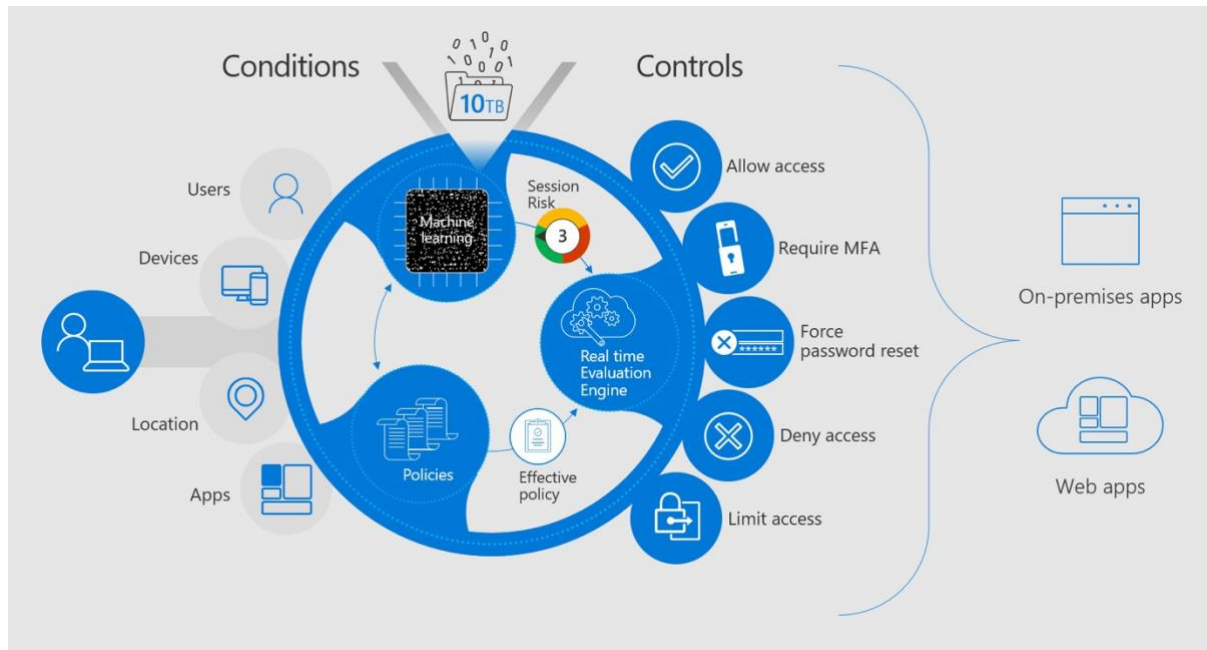 Conditions
Controls
10TB
Users
Devices
Location
Apps
Machine
learning
Session
Risk
3
Real time
Evaluation
Engine
Policies
Effective
policy
Allow access
Require MFA
Force
password reset
Deny access
Limit access
On-premises apps
Web apps